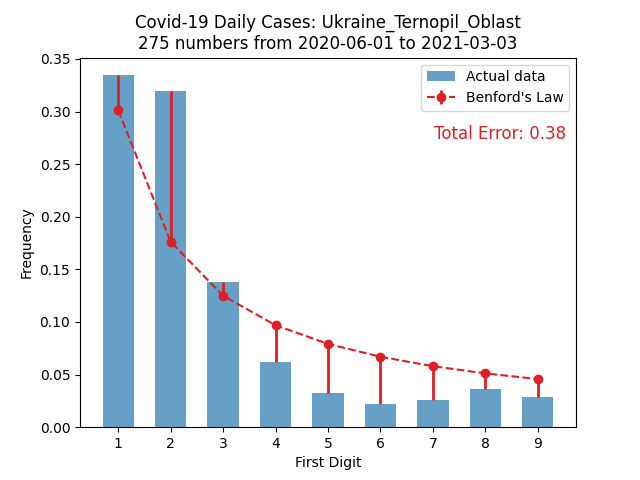 Covid-19 Daily Cases: Ukraine_Ternopil_Oblast
275 numbers from 2020-06-01 to 2021-03-03
Actual data
Benford's Law
Total Error: 0.38
Frequency
0.35
0.30
0.25
0.20
0.15
0.10
0.05
0.00
1 2 3 4 5 6 7 8 9
First Digit